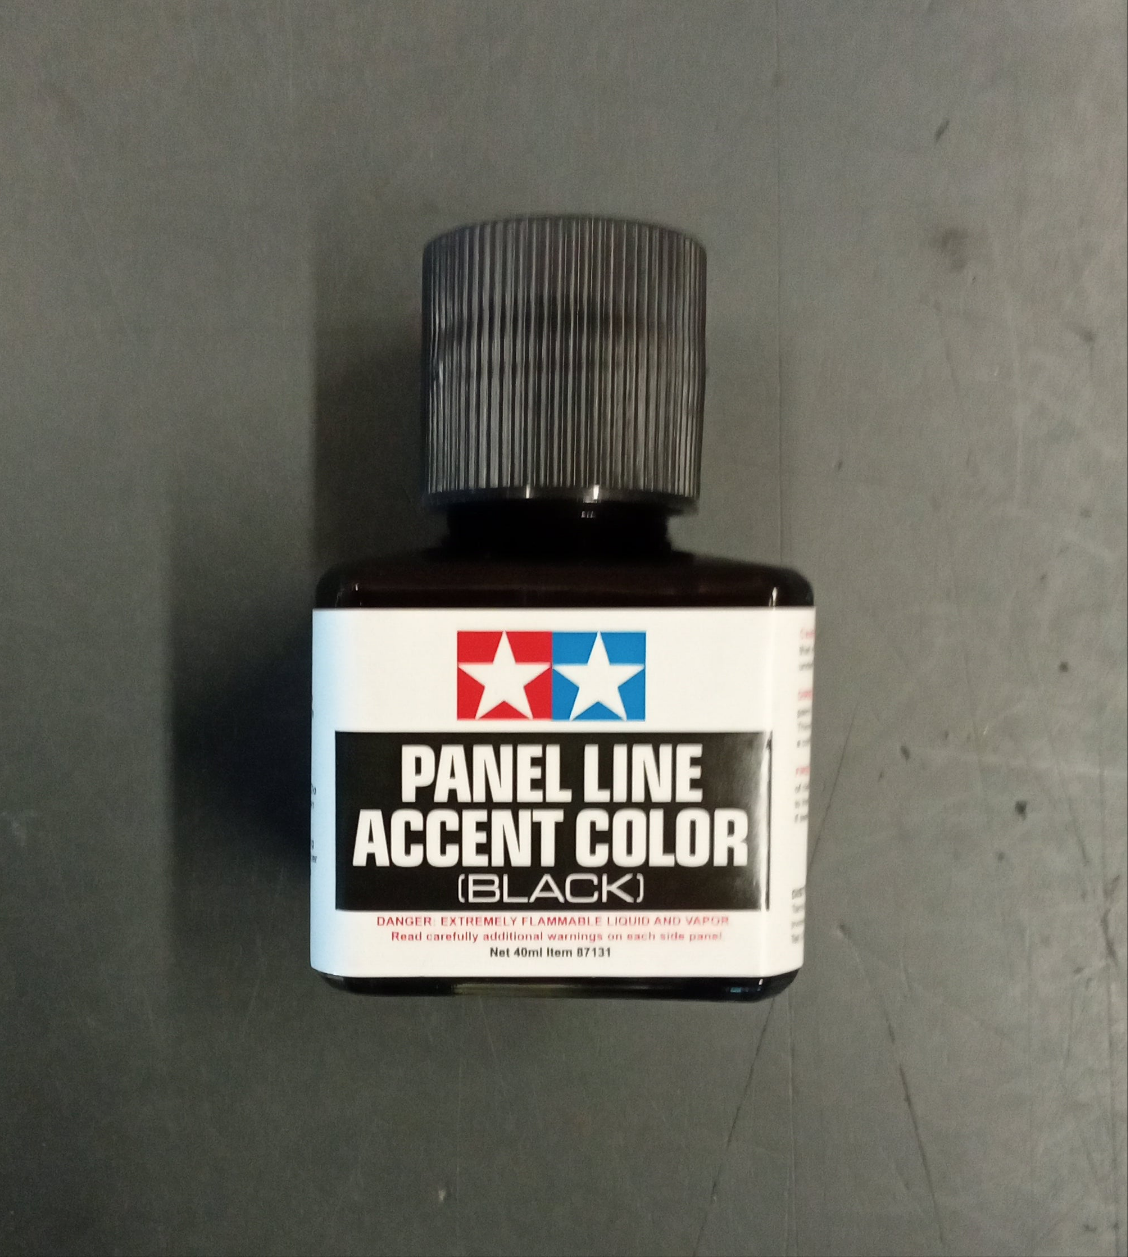 PANEL LINE
ACCENT COLOR
(BLACK)
DANGER: EXTREMELY FLAMMABLE LIQUID AND VAPOR.
Read carefully additional warnings on each side panel.
Net 40ml Item 87131